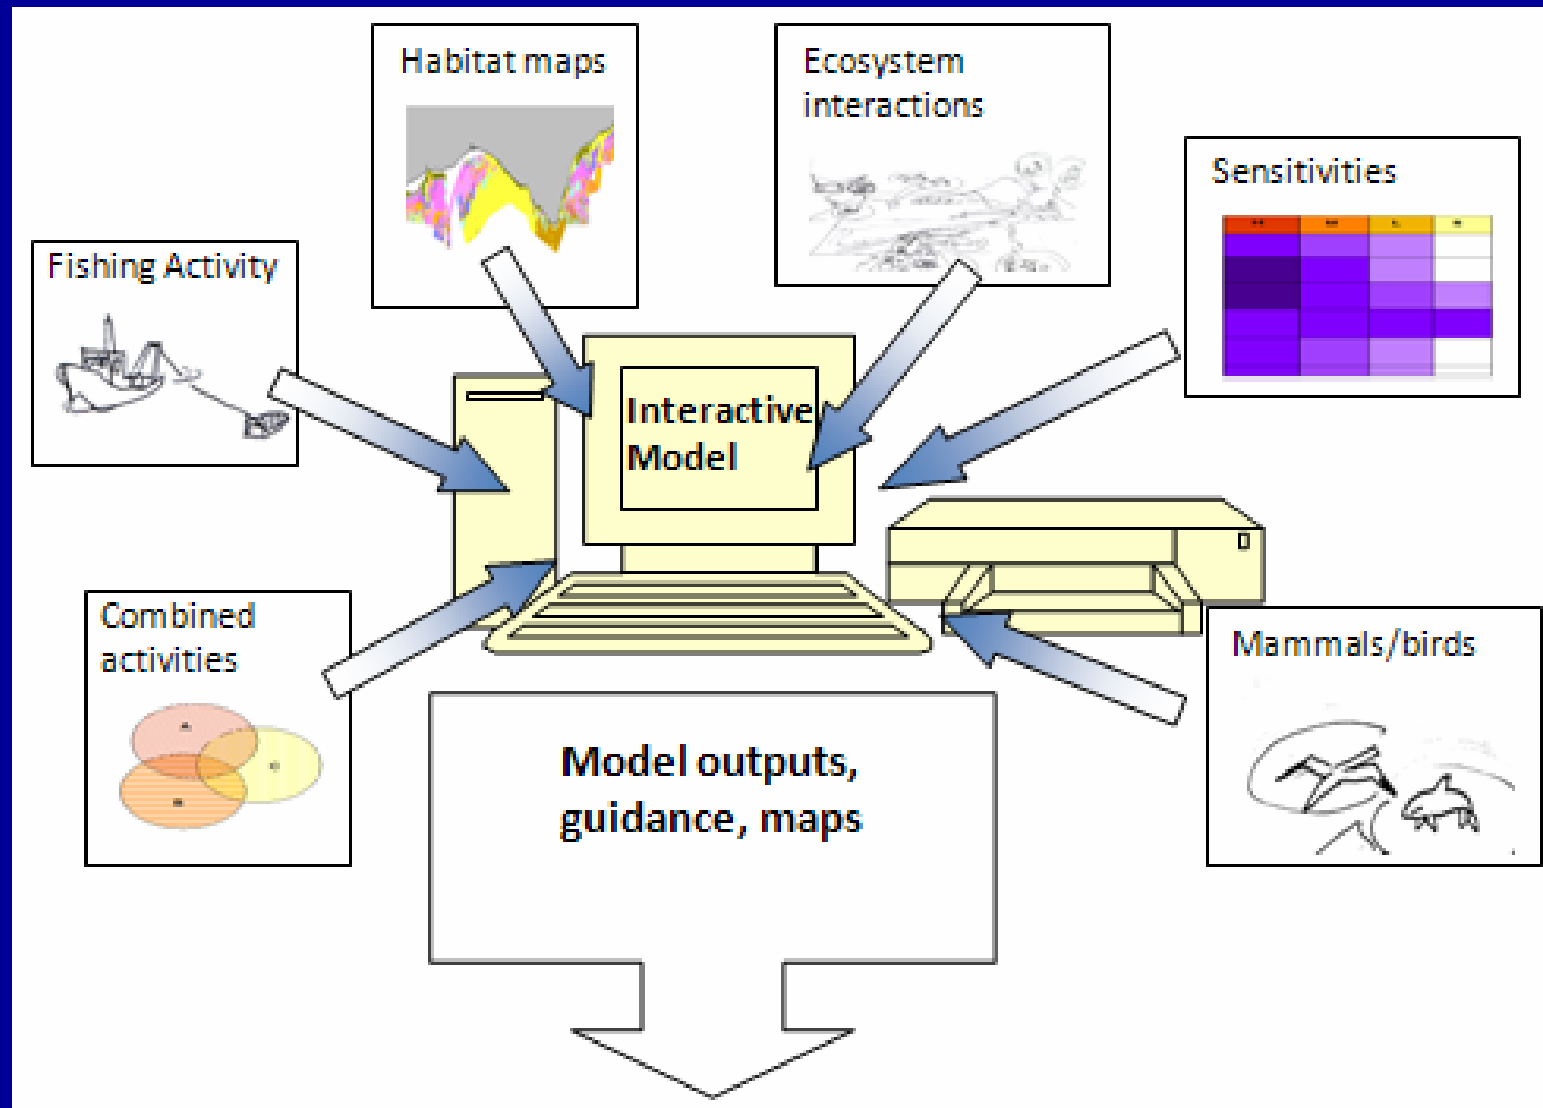 Habitat maps
Ecosystem
interactions
Sensitivities
Fishing Activity
Interactive
Model
Combined
activities
Mammals/birds
Model outputs,
guidance, maps